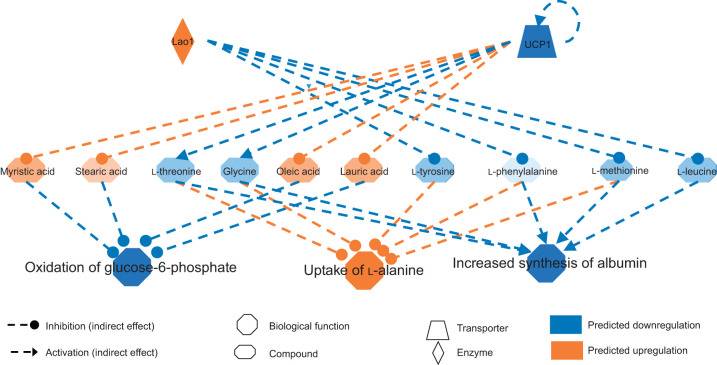 Lao1 UCP1
Myristic acid Stearic acid L-threonine Glycine Oleic acid Lauric acid L-tyrosine L-phenylalanine L-methionine L-leucine
Oxidation of glucose-6-phosphate Uptake of L-alanine Increased synthesis of albumin
Inhibition (indirect effect) Biological function Transporter Predicted downregulation
Activation (indirect effect) Compound Enzyme Predicted upregulation